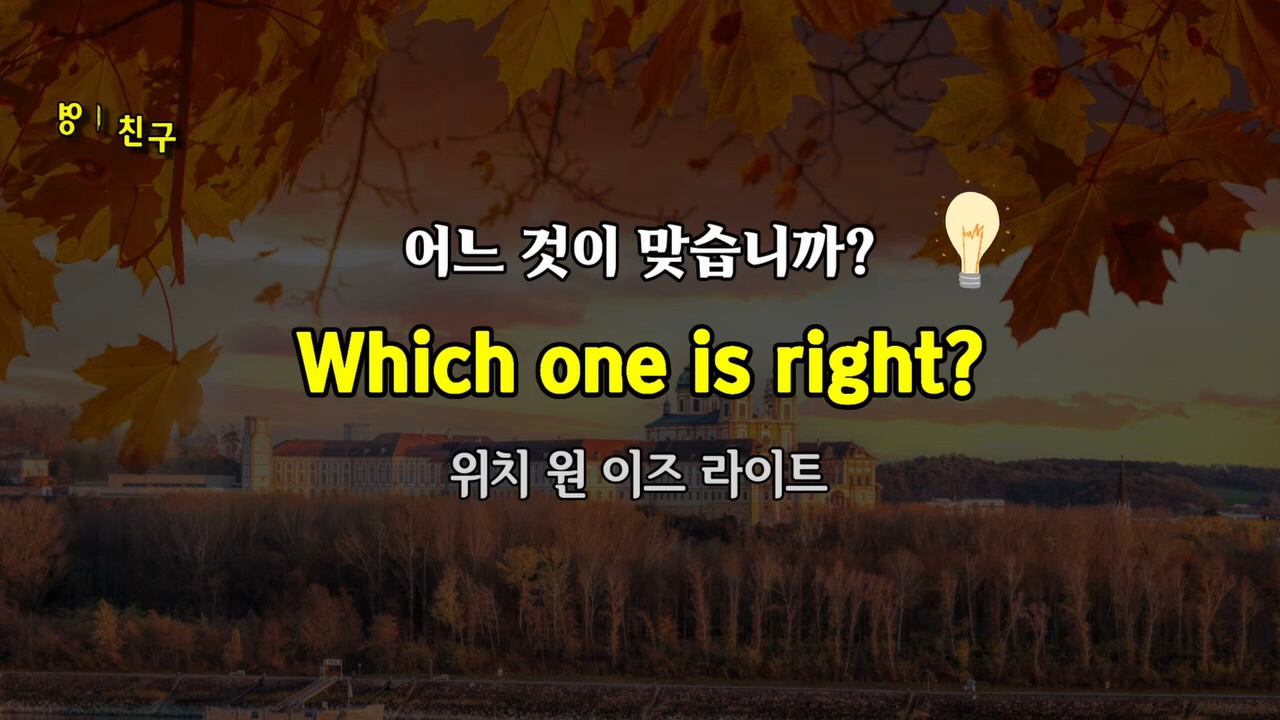 친구
어느 것이 맞습니까?
Which one is right?
위치 원 이즈 라이트